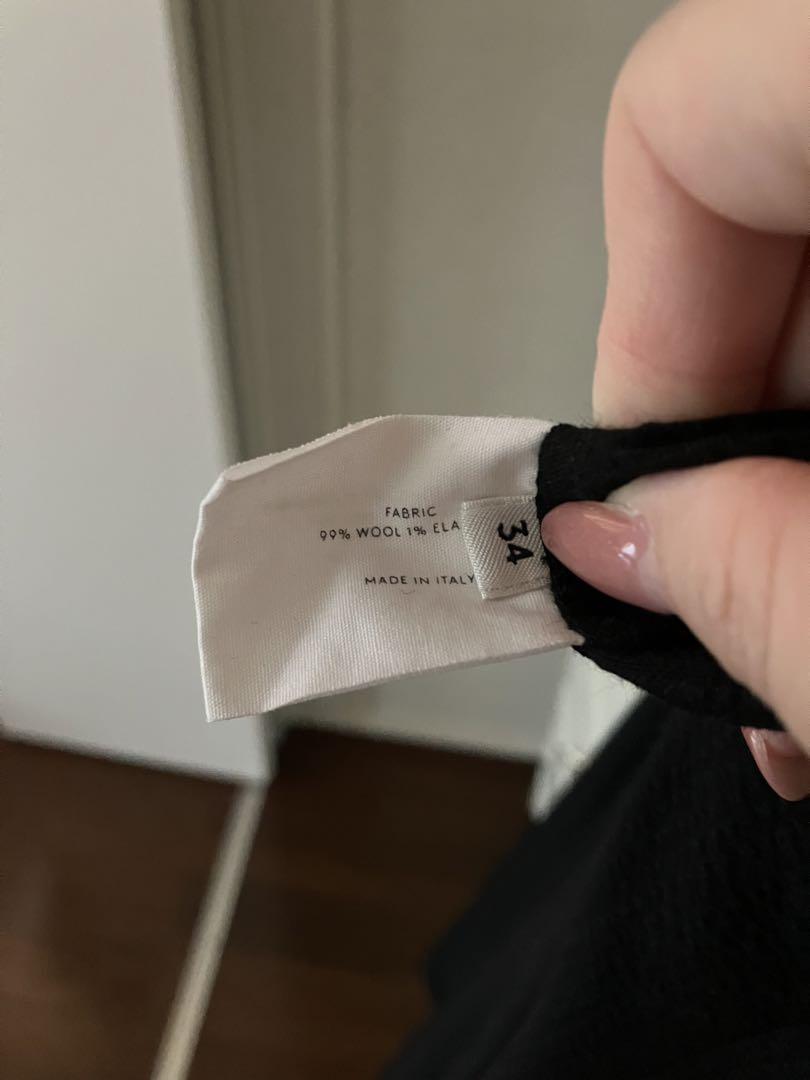 FABRIC
99% WOOL 1% ELA
MADE IN ITALY
34